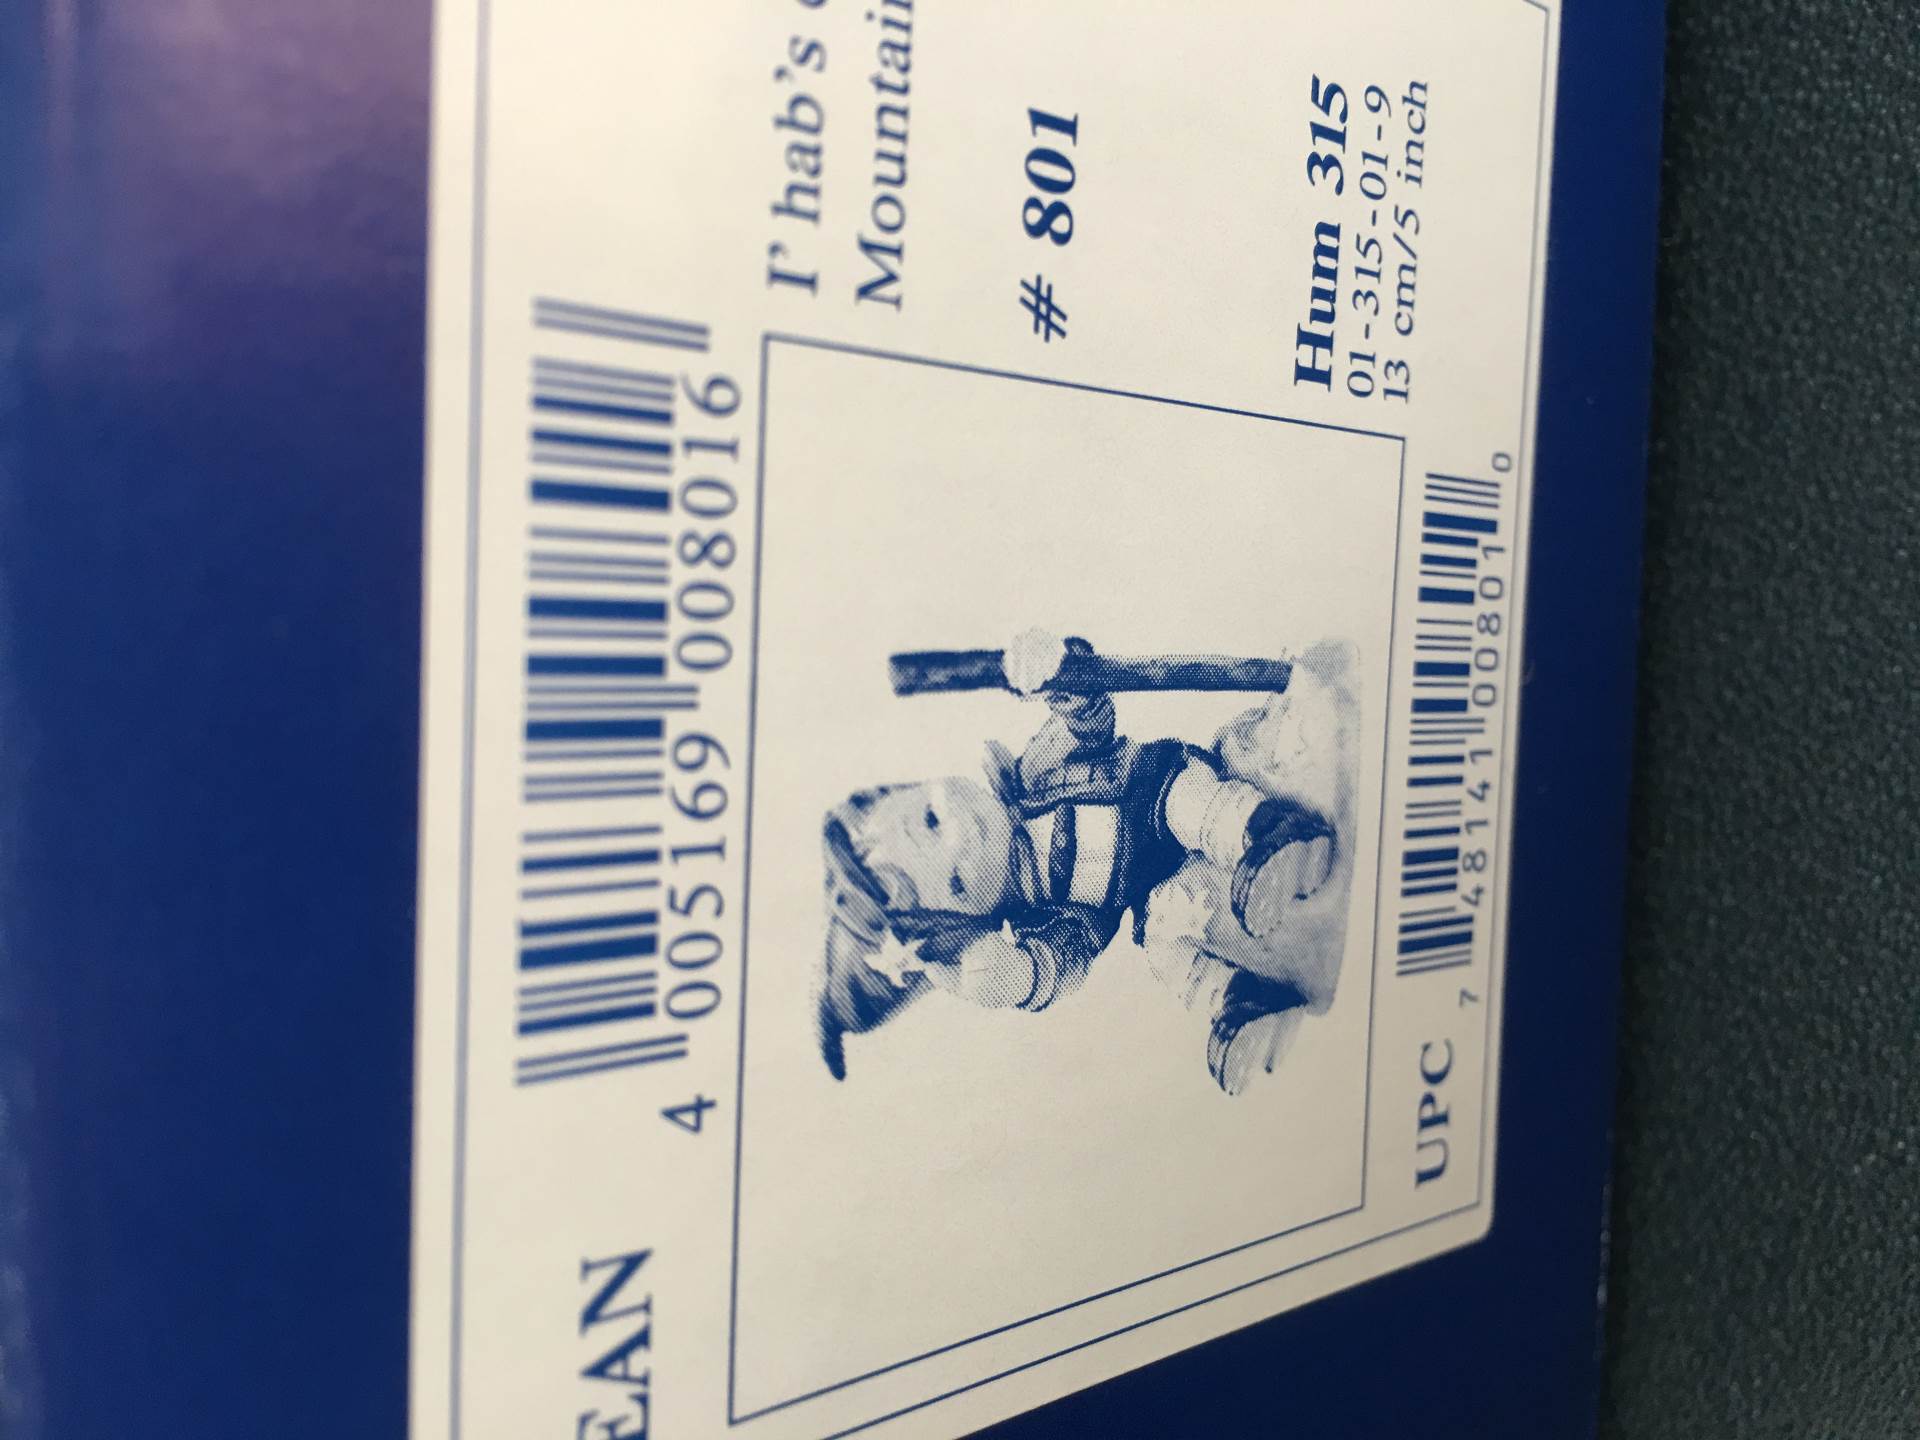 EAN
4 005169 008016
I' hab's
Mountain
# 801
Hum 315
01-315-01-9
13 cm/5 inch
UPC
7 48141 00801 0